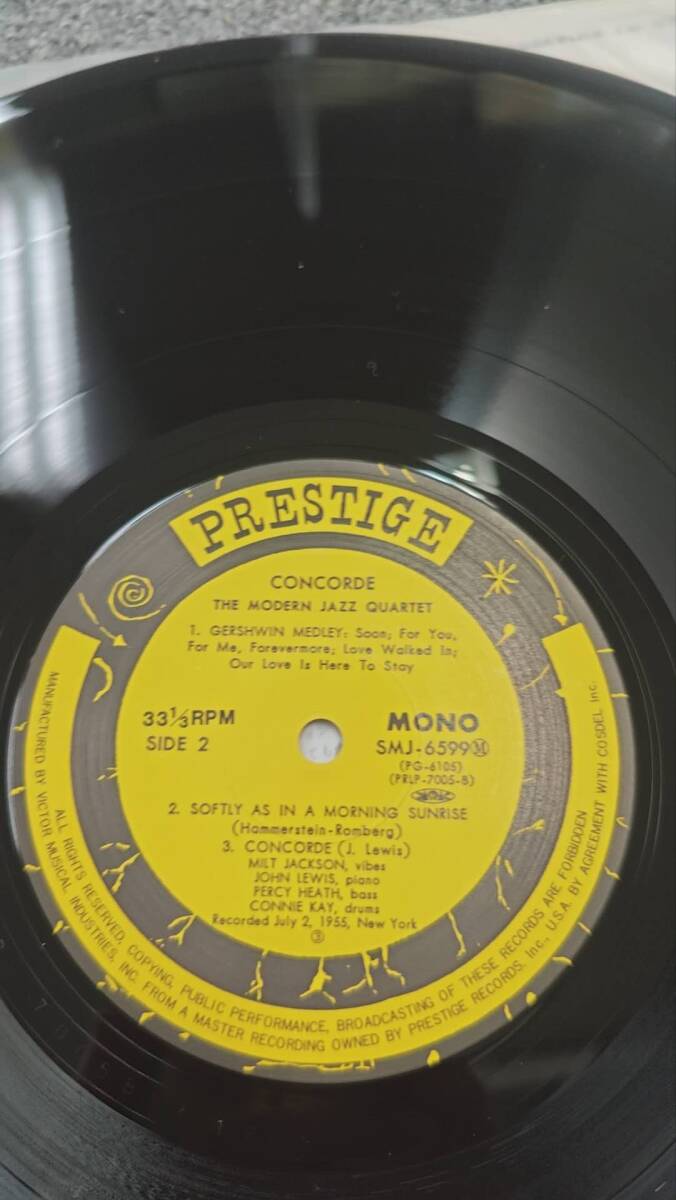 PRESTIGE
CONCORDE
THE MODERN JAZZ QUARTET
1. GERSHWIN MEDLEY: Soon; For You,
For Me, Forevermore; Love Walked In;
Our Love Is Here To Stay
33⅓RPM
SIDE 2
MONO
SMJ-6599Ⓜ
(PG-6105)
(PRLP-7005-B)
2. SOFTLY AS IN A MORNING SUNRISE
(Hammerstein-Romberg)
3. CONCORDE (J. Lewis)
MILT JACKSON, vibes
JOHN LEWIS, piano
PERCY HEATH, bass
CONNIE KAY, drums
Recorded July 2, 1955, New York
③
MANUFACTURED BY VICTOR MUSICAL INDUSTRIES, INC. FROM A MASTER RECORDING OWNED BY PRESTIGE RECORDS, Inc., U.S.A. BY AGREEMENT WITH COSDEL Inc.
ALL RIGHTS RESERVED, COPYING, PUBLIC PERFORMANCE, BROADCASTING OF THESE RECORDS ARE FORBIDDEN